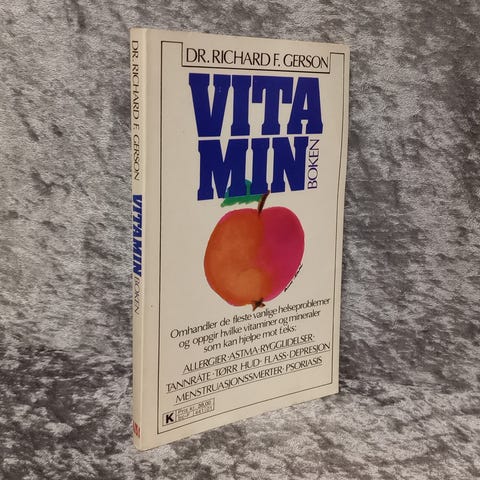 DR. RICHARD F. GERSON
VITA
MIN
BOKEN
Omhandler de fleste vanlige helseproblemer
og oppgir hvilke vitaminer og mineraler
som kan hjelpe mot f.eks:
ALLERGIER·ASTMA·RYGGLIDELSER·
TANNRÅTE·TØRR HUD·FLASS·DEPRESJON
MENSTRUASJONSSMERTER·PSORIASIS
K
DR. RICHARD F. GERSON VITAMIN BOKEN